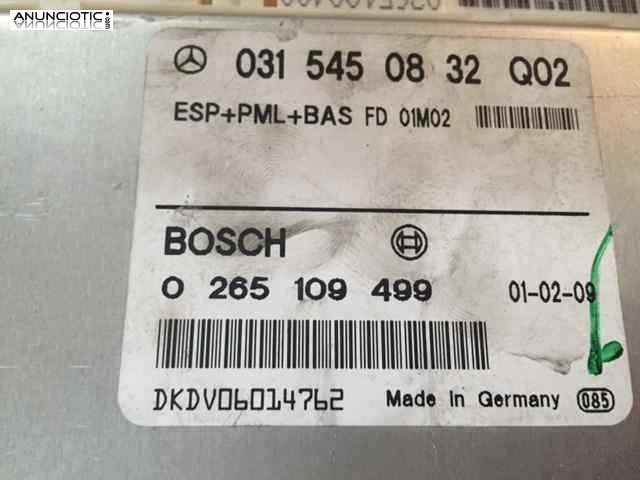 ANUNCIOTIC.com
031 545 08 32 Q02
ESP+PML+BAS FD 01M02
BOSCH
0 265 109 499 01-02-09
DKDV06014762 Made In Germany 085